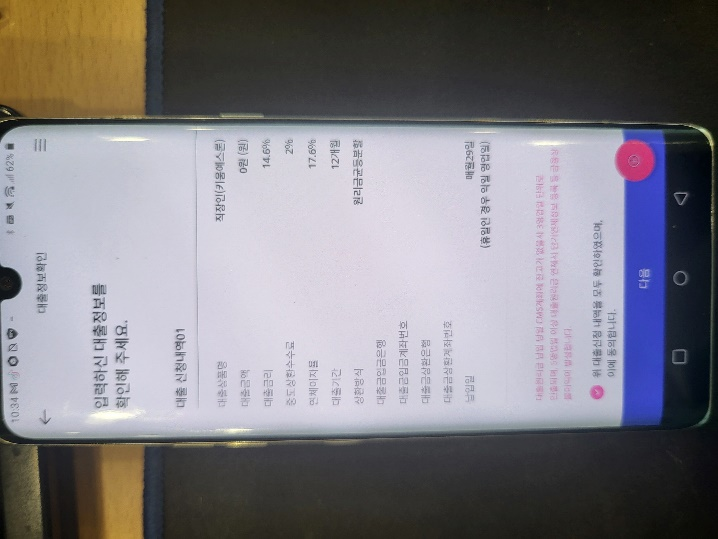 10:34
62%
대출정보확인
입력하신 대출정보를
확인해 주세요.
대출 신청내역01
대출상품명 직장인(키움예스론)
대출금액 0원 (원)
대출금리 14.6%
중도상환수수료 2%
연체이자율 17.6%
대출기간 12개월
상환방식 원리금균등분할
대출금입금은행
대출금입금계좌번호
대출금상환은행
대출금상환계좌번호
납입일 매월29일
(휴일인 경우 익일 영업일)
위 대출신청 내역을 모두 확인하였으며,
이에 동의합니다.
다음